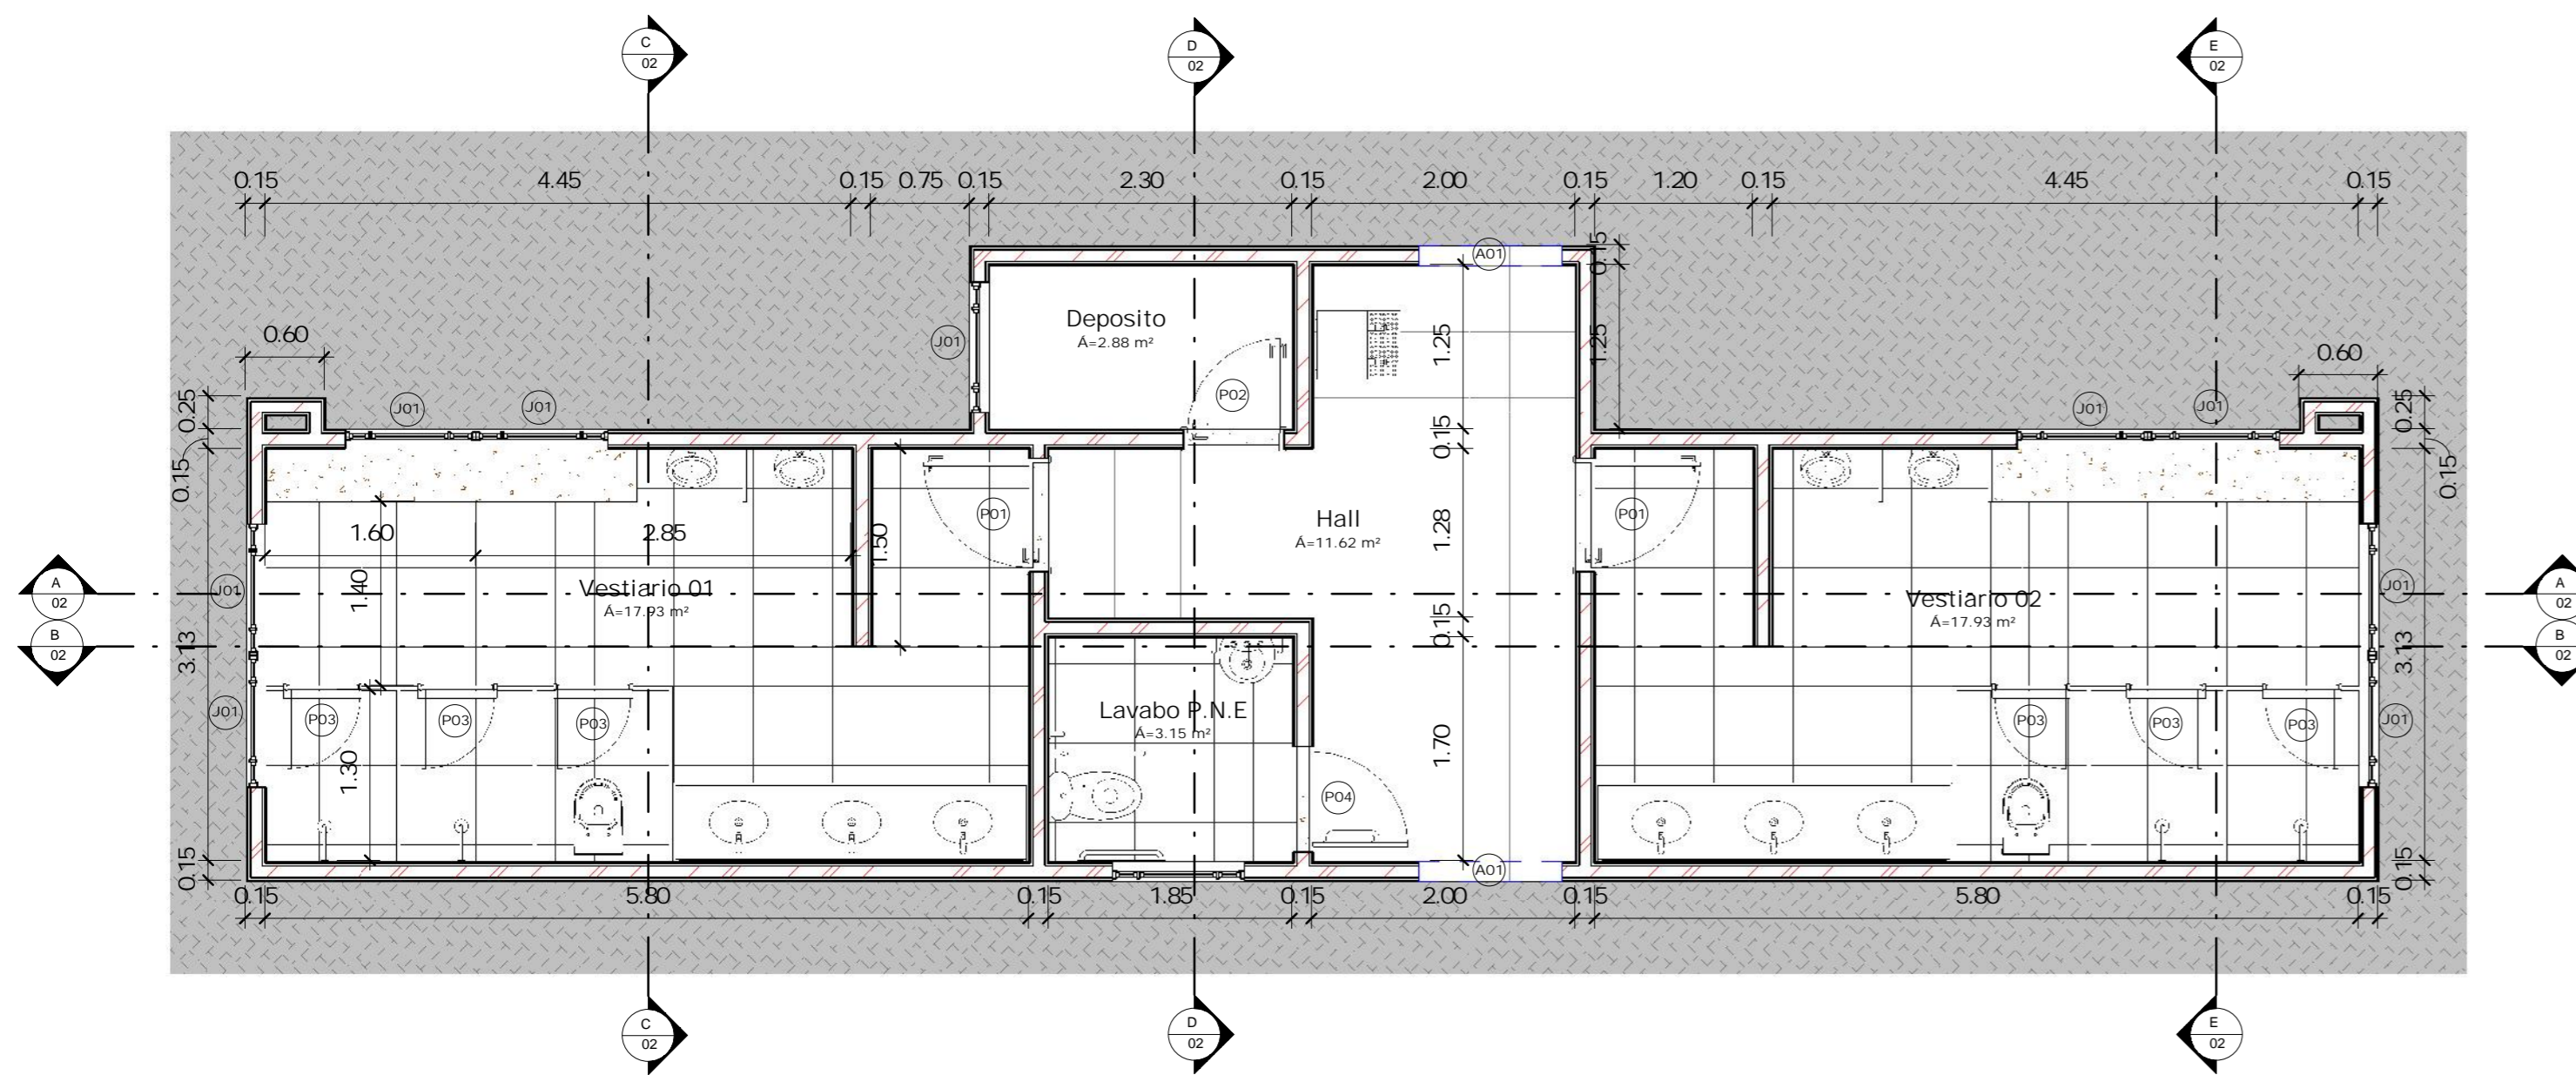 C
02
D
02
E
02
0.15 4.45 0.15 0.75 0.15 2.30 0.15 2.00 0.15 1.20 0.15 4.45 0.15
A01
0.15
Deposito
Á=2.88 m²
J01
P02
1.25
1.25
0.60
0.60
0.25
J01
J01
J01
J01
0.25
0.15
0.15
0.15
P01
Hall
Á=11.62 m²
1.28
P01
1.60
2.85
1.50
1.40
Vestiario 01
Á=17.93 m²
Vestiario 02
Á=17.93 m²
A
02
B
02
J01
J01
A
02
B
02
3.13
0.15
3.13
J01
P03
P03
P03
Lavabo P.N.E
Á=3.15 m²
1.70
P03
P03
P03
J01
1.30
P04
0.15
A01
0.15
0.15 5.80 0.15 1.85 0.15 2.00 0.15 5.80 0.15
C
02
D
02
E
02